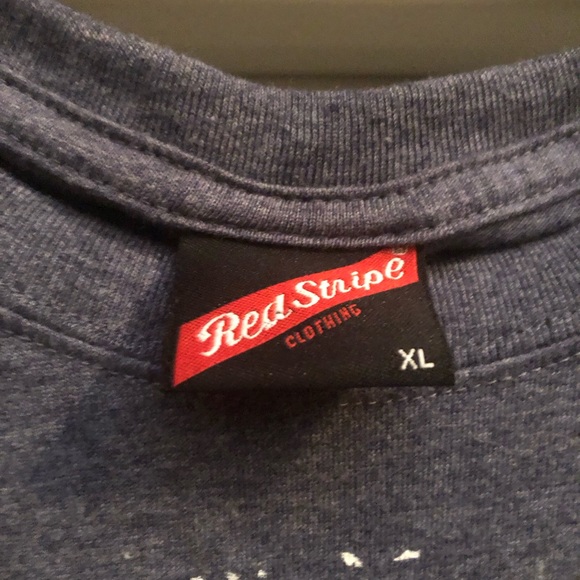 Red Stripe
CLOTHING
XL